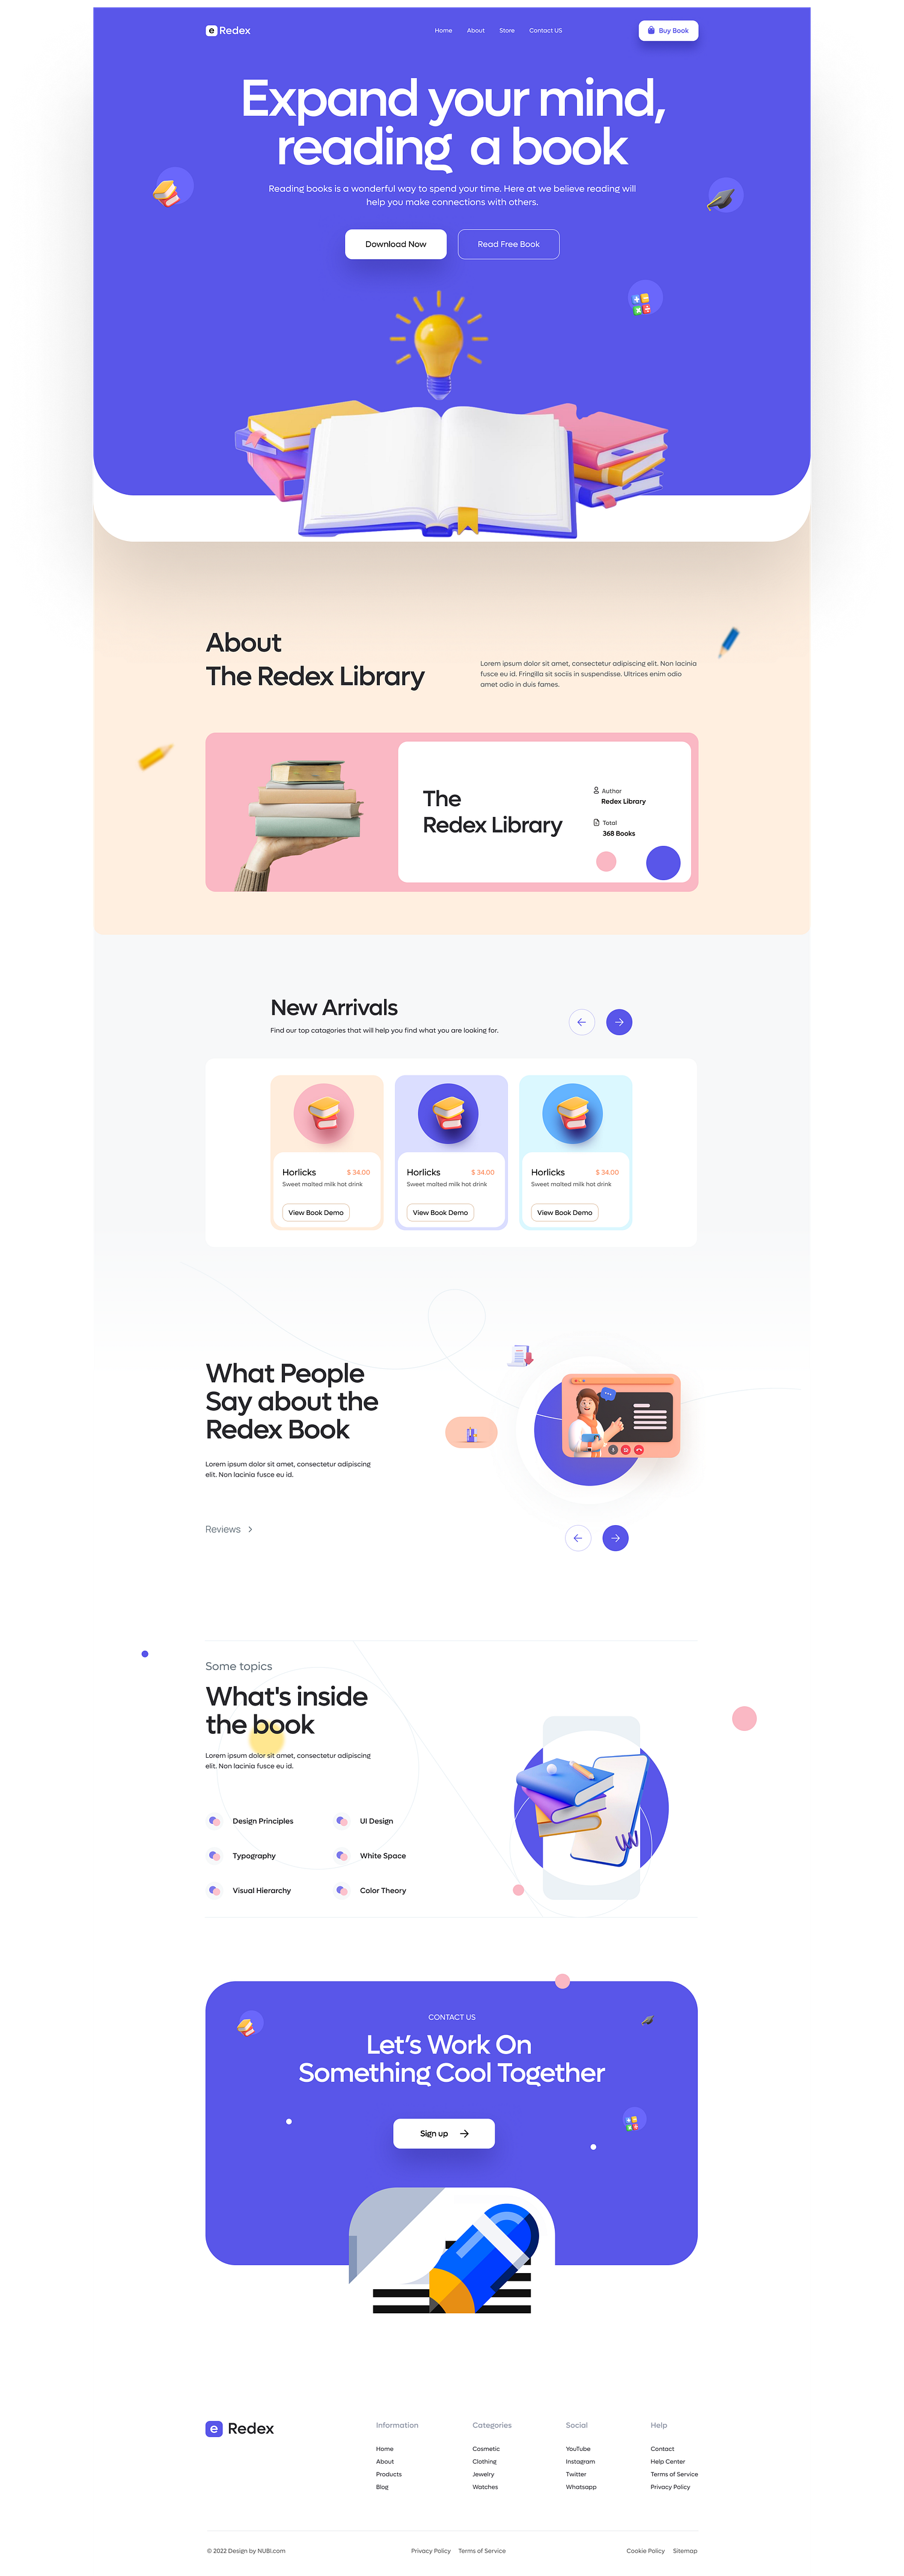 e Redex
Home About Store Contact US
Buy Book
Expand your mind,
reading a book
Reading books is a wonderful way to spend your time. Here at we believe reading will
help you make connections with others.
Download Now
Read Free Book
About
The Redex Library
Lorem ipsum dolor sit amet, consectetur adipiscing elit. Non lacinia
fusce eu id. Fringilla sit sociis in suspendisse. Ultrices enim odio
amet odio in duis fames.
The
Redex Library
Author
Redex Library
Total
368 Books
New Arrivals
Find our top catagories that will help you find what you are looking for.
Horlicks $ 34.00
Sweet malted milk hot drink
View Book Demo
Horlicks $ 34.00
Sweet malted milk hot drink
View Book Demo
Horlicks $ 34.00
Sweet malted milk hot drink
View Book Demo
What People
Say about the
Redex Book
Lorem ipsum dolor sit amet, consectetur adipiscing
elit. Non lacinia fusce eu id.
Reviews
Some topics
What's inside
the book
Lorem ipsum dolor sit amet, consectetur adipiscing
elit. Non lacinia fusce eu id.
Design Principles
UI Design
Typography
White Space
Visual Hierarchy
Color Theory
CONTACT US
Let's Work On
Something Cool Together
Sign up
e Redex
Information
Home
About
Products
Blog
Categories
Cosmetic
Clothing
Jewelry
Watches
Social
YouTube
Instagram
Twitter
Whatsapp
Help
Contact
Help Center
Terms of Service
Privacy Policy
© 2022 Design by NUBI.com
Privacy Policy Terms of Service
Cookie Policy Sitemap